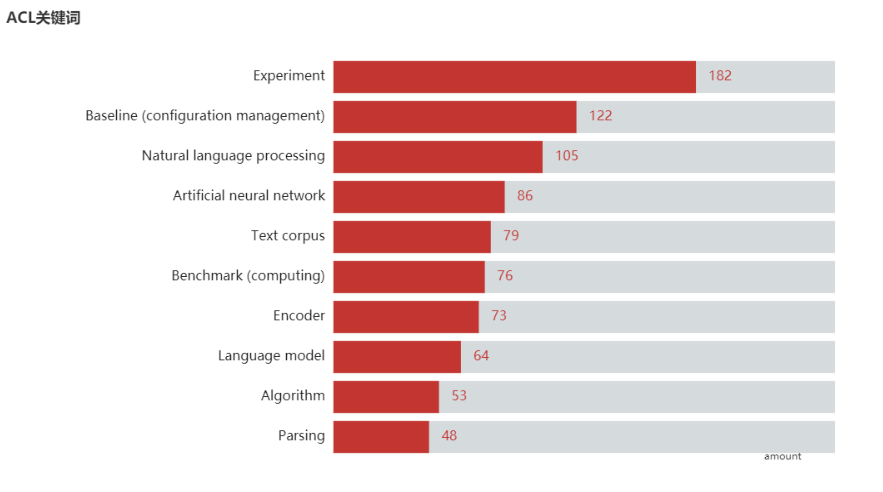 ACL关键词
Experiment 182
Baseline (configuration management) 122
Natural language processing 105
Artificial neural network 86
Text corpus 79
Benchmark (computing) 76
Encoder 73
Language model 64
Algorithm 53
Parsing 48
amount